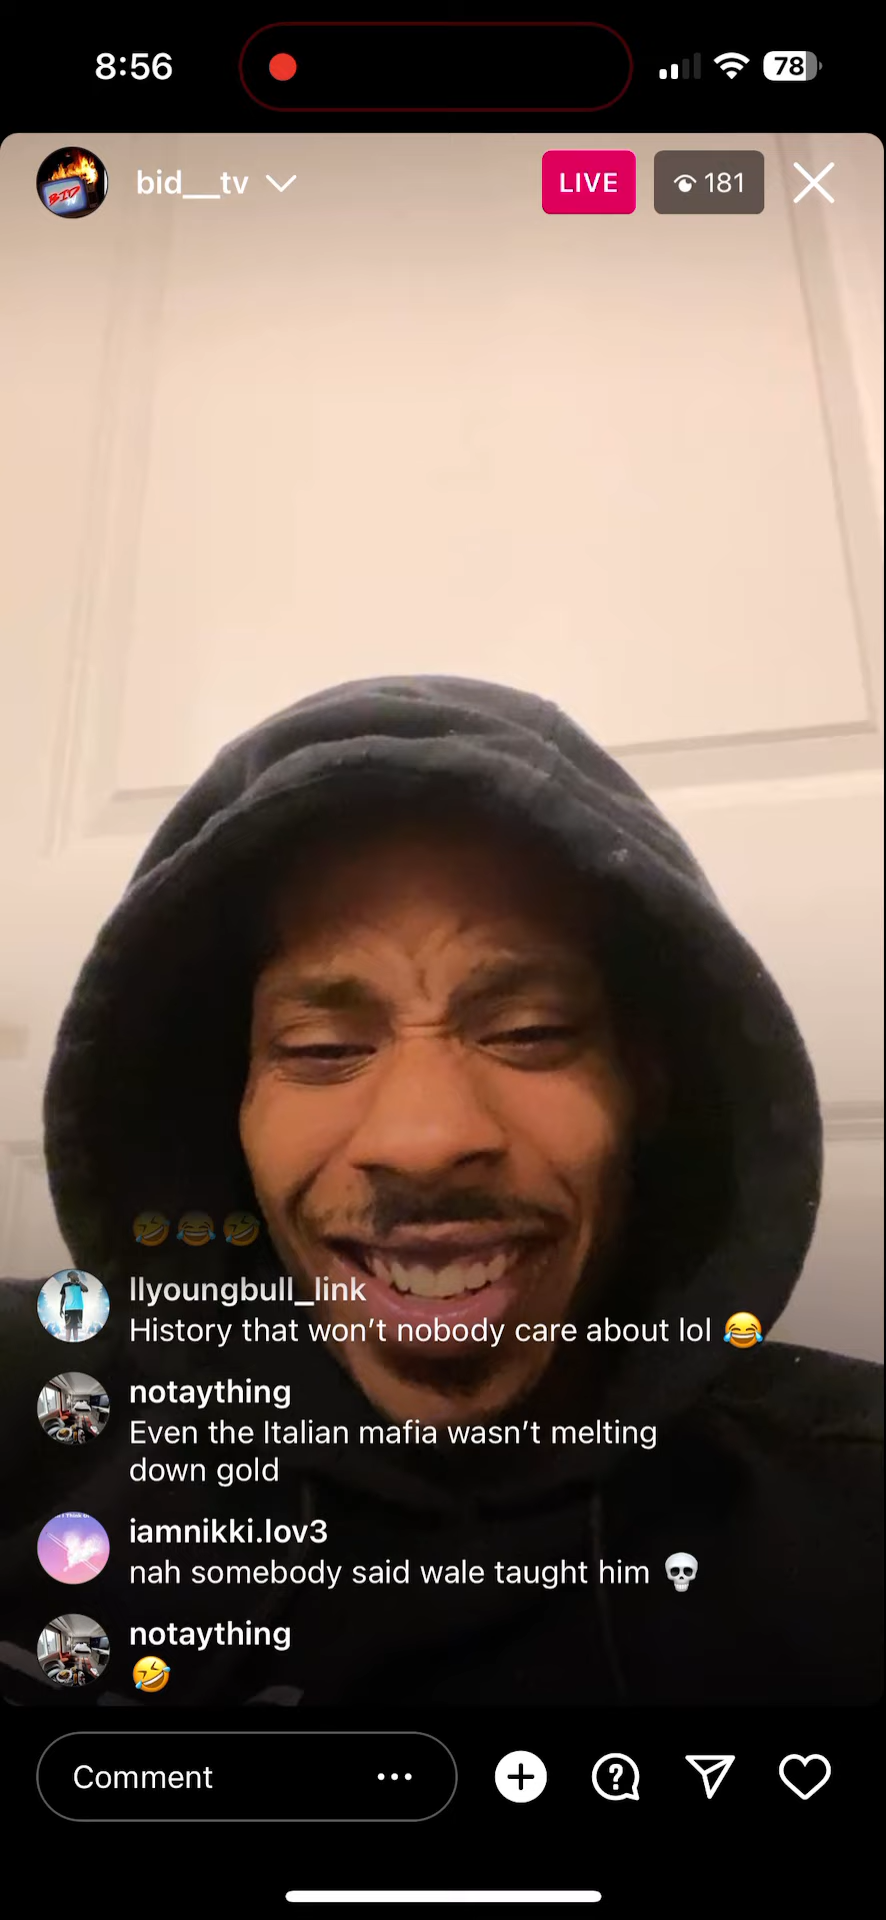 8:56
78
bid__tv
LIVE
181
🤣😂🤣
llyoungbull_link
History that won’t nobody care about lol 😂
notaything
Even the Italian mafia wasn’t melting
down gold
iamnikki.lov3
nah somebody said wale taught him 💀
notaything
🤣
Comment